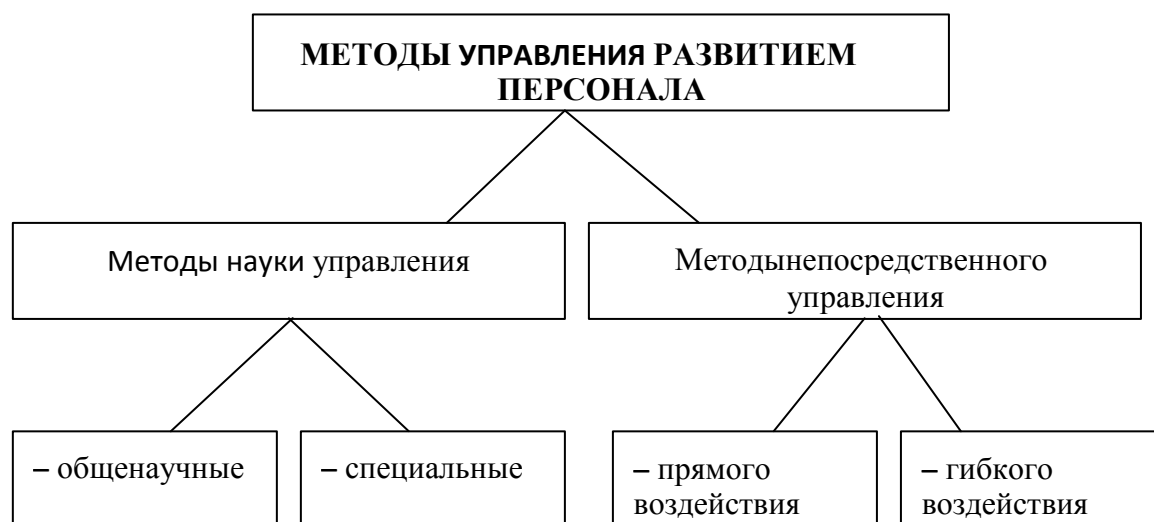 МЕТОДЫ УПРАВЛЕНИЯ РАЗВИТИЕМ
ПЕРСОНАЛА
Методы науки управления
Методынепосредственного
управления
– общенаучные
– специальные
– прямого
воздействия
– гибкого
воздействия